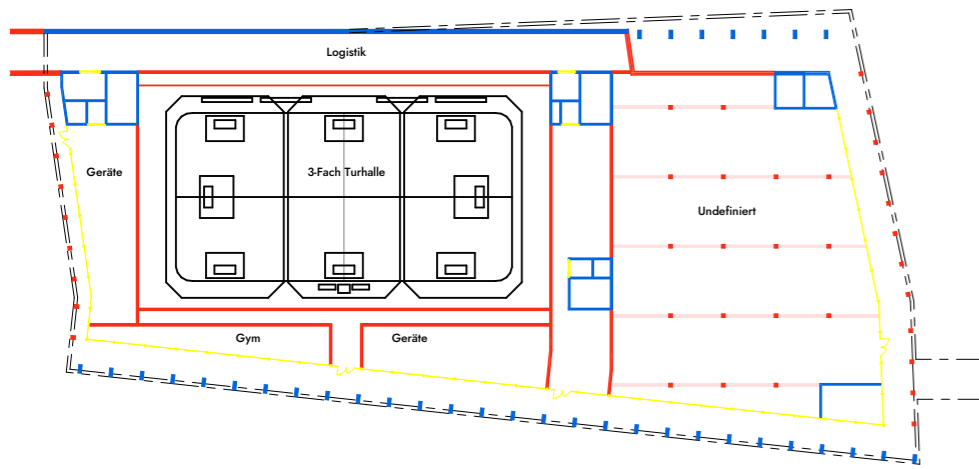 Logistik
Geräte
3-Fach Turhalle
Undefiniert
Gym
Geräte